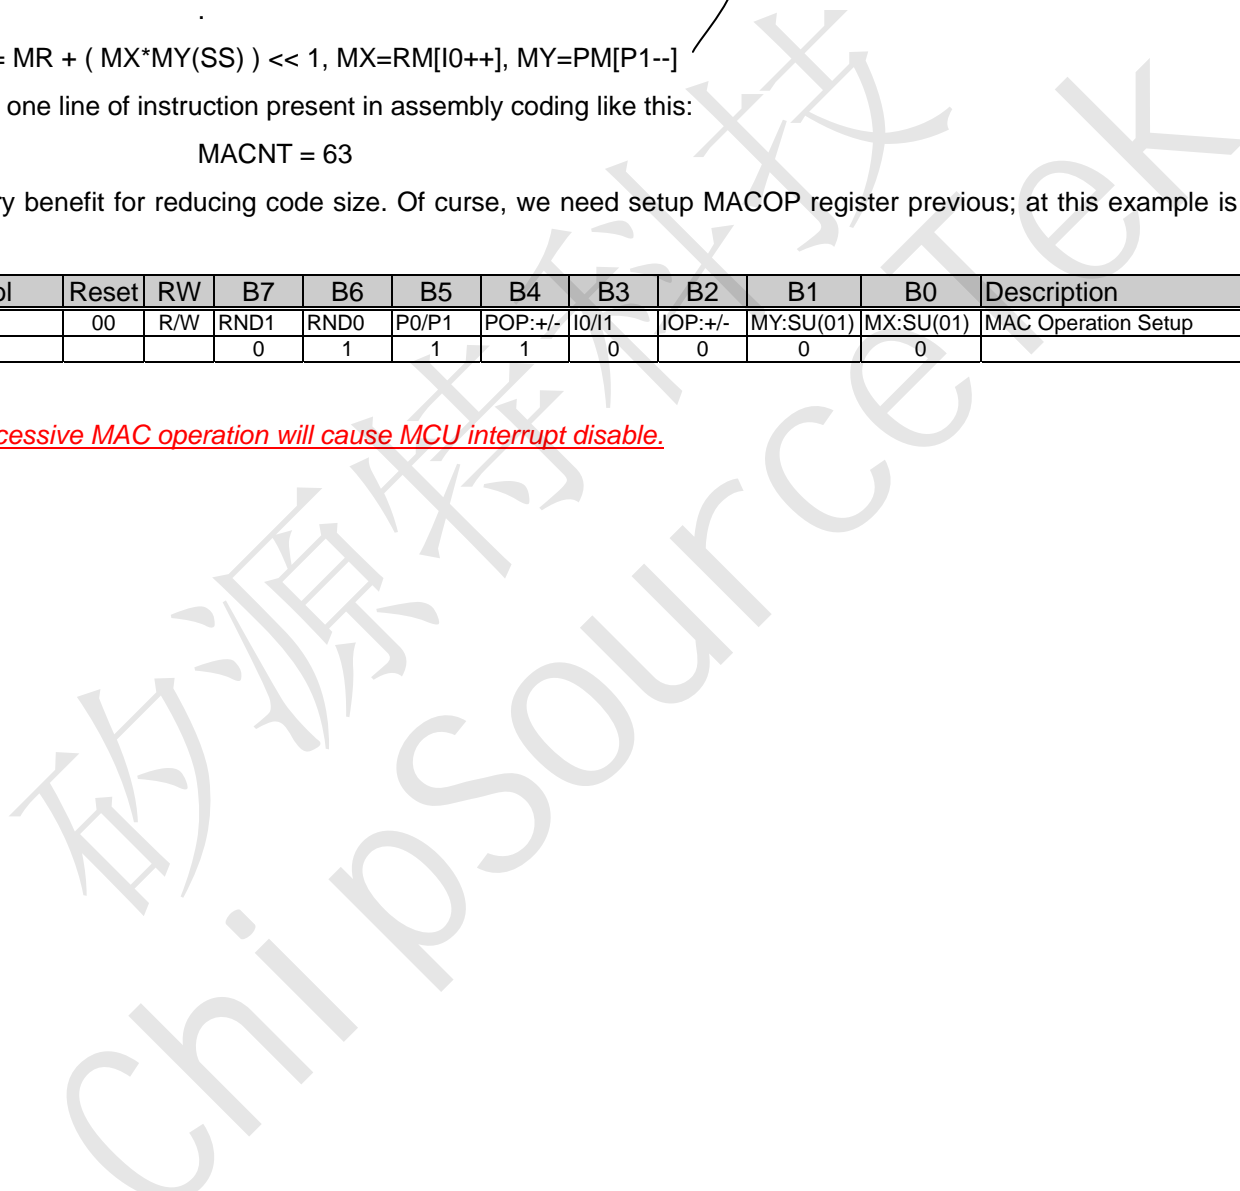 .
= MR + ( MX*MY(SS) ) << 1, MX=RM[I0++], MY=PM[P1--]
one line of instruction present in assembly coding like this:
MACNT = 63
ry benefit for reducing code size. Of curse, we need setup MACOP register previous; at this example is
ol Reset RW B7 B6 B5 B4 B3 B2 B1 B0 Description
00 R/W RND1 RND0 P0/P1 POP:+/- I0/I1 IOP:+/- MY:SU(01) MX:SU(01) MAC Operation Setup
0 1 1 1 0 0 0 0
cessive MAC operation will cause MCU interrupt disable.
矽源特科技
ChipSourceTek